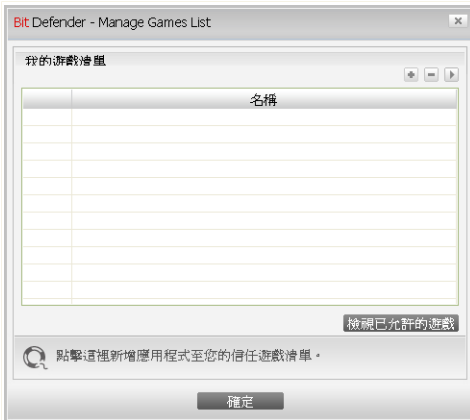 Bit Defender - Manage Games List
我的遊戲清單
名稱
檢視已允許的遊戲
點擊這裡新增應用程式至您的信任遊戲清單。
確定